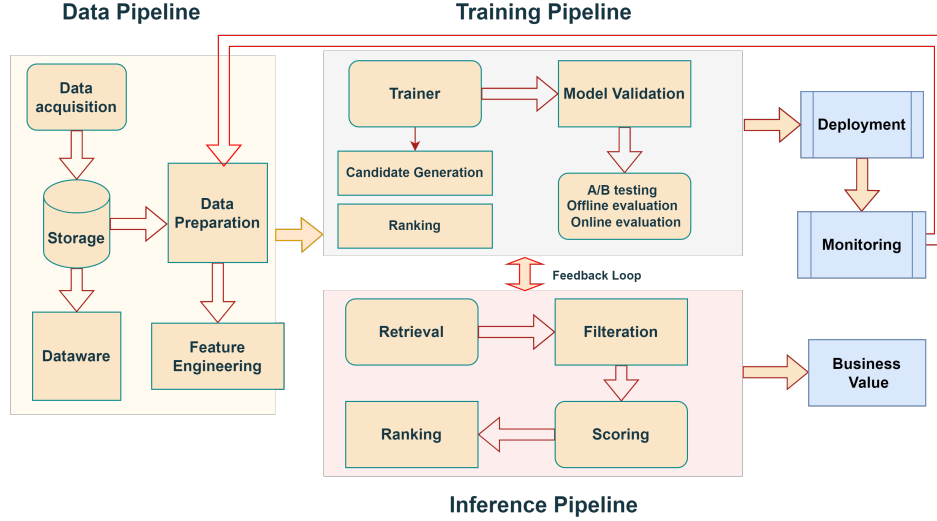 Data Pipeline
Training Pipeline
Data
acquisition
Storage
Dataware
Data
Preparation
Feature
Engineering
Trainer
Model Validation
Candidate Generation
Ranking
A/B testing
Offline evaluation
Online evaluation
Deployment
Monitoring
Feedback Loop
Retrieval
Filteration
Ranking
Scoring
Business
Value
Inference Pipeline